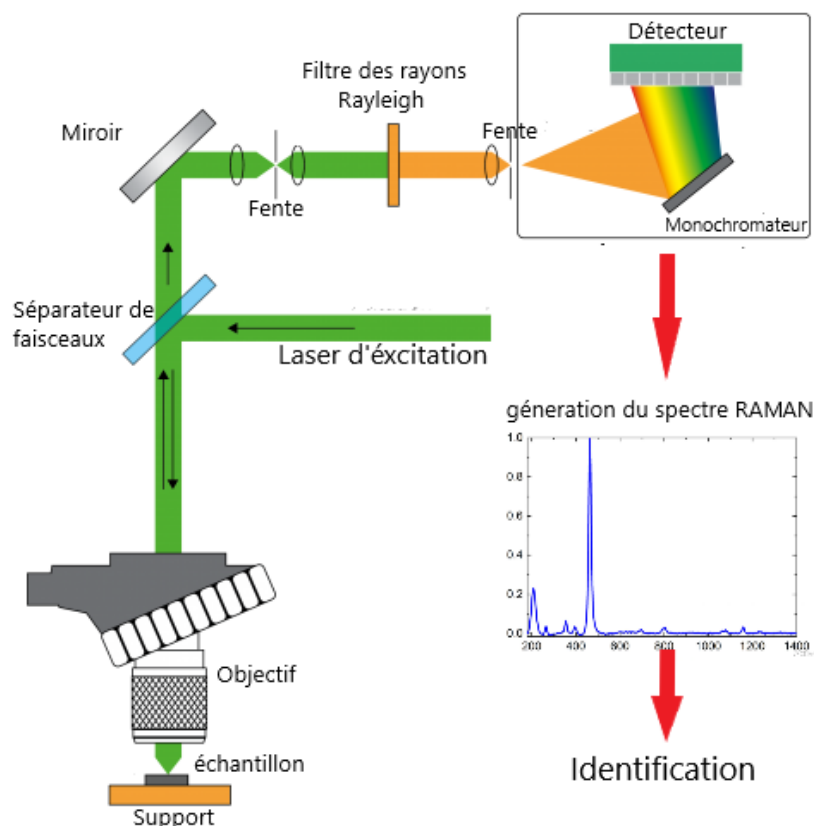 Détecteur
Filtre des rayons
Rayleigh
Fente
Miroir
Fente
Monochromateur
Séparateur de
faisceaux
Laser d'éxcitation
géneration du spectre RAMAN
1.0
0.8
0.6
0.4
0.2
0.0
200 400 600 800 1000 1200 1400
Objectif
échantillon
Identification
Support